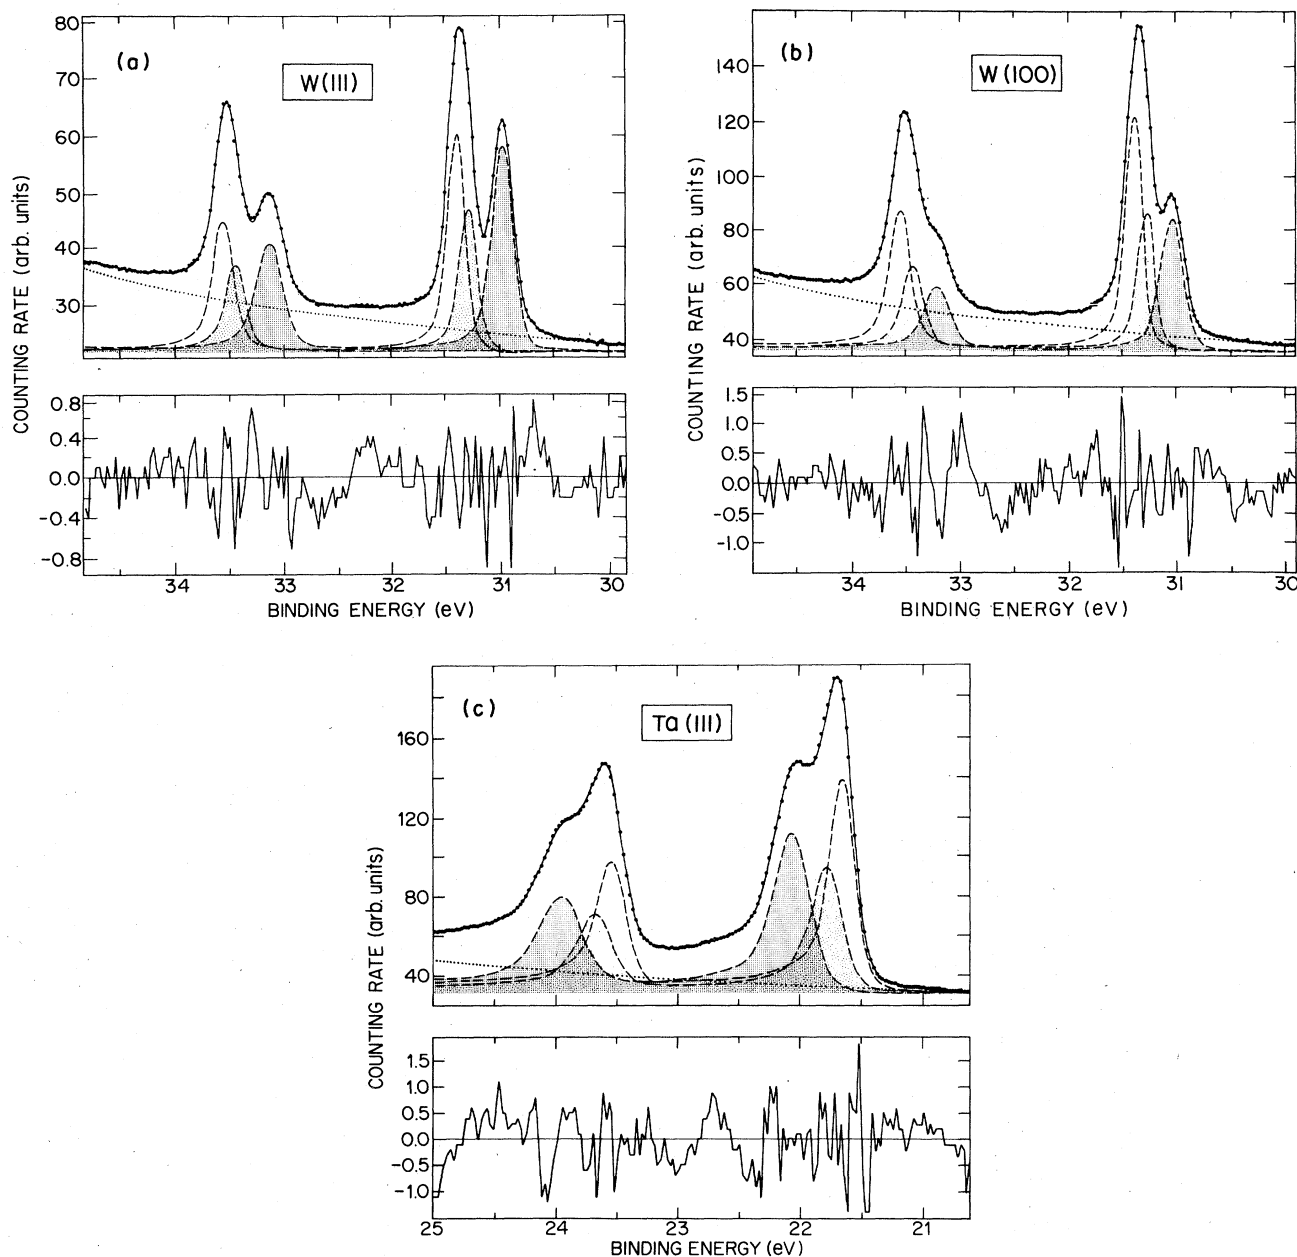 (a)
W(111)
COUNTING RATE (arb. units)
80
70
60
50
40
30
0.8
0.4
0.0
-0.4
-0.8
34 33 32 31 30
BINDING ENERGY (eV)
(b)
W(100)
COUNTING RATE (arb. units)
140
120
100
80
60
40
1.5
1.0
0.5
0.0
-0.5
-1.0
34 33 32 31 30
BINDING ENERGY (eV)
(c)
Ta(111)
COUNTING RATE (arb. units)
160
120
80
40
1.5
1.0
0.5
0.0
-0.5
-1.0
25 24 23 22 21
BINDING ENERGY (eV)